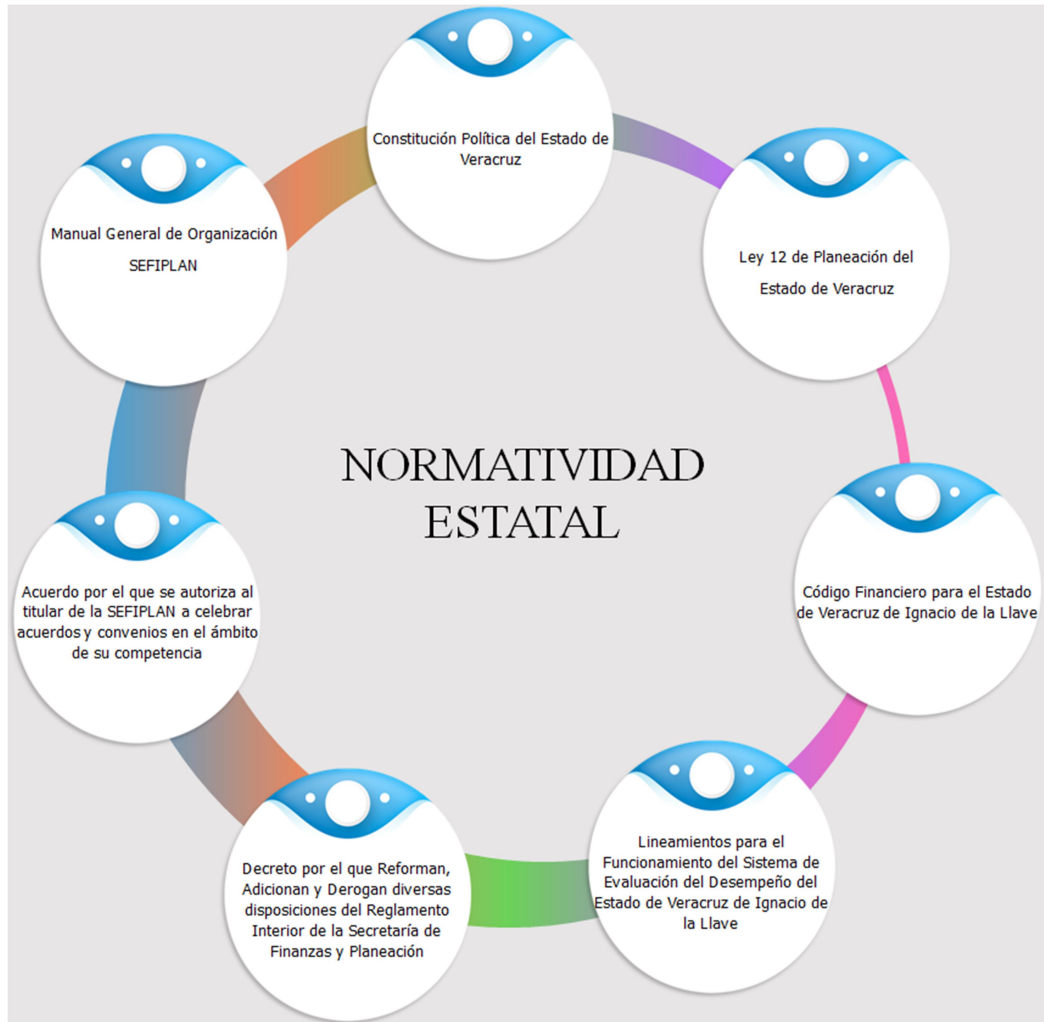 Constitución Política del Estado de
Veracruz
Ley 12 de Planeación del
Estado de Veracruz
Código Financiero para el Estado
de Veracruz de Ignacio de la Llave
Lineamientos para el
Funcionamiento del Sistema de
Evaluación del Desempeño del
Estado de Veracruz de Ignacio de
la Llave
Decreto por el que Reforman,
Adicionan y Derogan diversas
disposiciones del Reglamento
Interior de la Secretaría de
Finanzas y Planeación
Acuerdo por el que se autoriza al
titular de la SEFIPLAN a celebrar
acuerdos y convenios en el ámbito
de su competencia
Manual General de Organización
SEFIPLAN
NORMATIVIDAD
ESTATAL